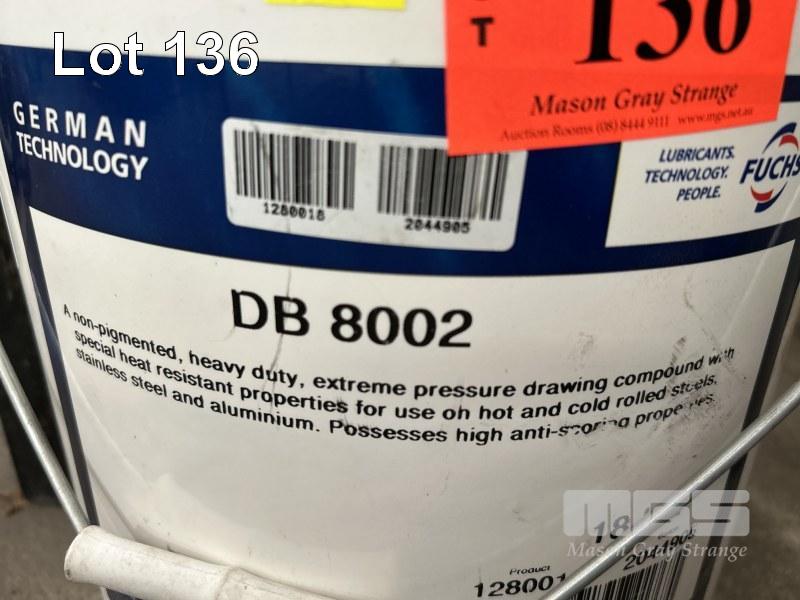 Lot 136
T
136
Mason Gray Strange
Auction Rooms (08) 8444 9111 www.mgs.net.au
GERMAN
TECHNOLOGY
1280018
2044905
LUBRICANTS.
TECHNOLOGY.
PEOPLE.
FUCHS
DB 8002
A non-pigmented, heavy duty, extreme pressure drawing compound with
special heat resistant properties for use on hot and cold rolled steels,
stainless steel and aluminium. Possesses high anti-scoring properties.
MGS
Mason Gray Strange
2044905
Product
128001